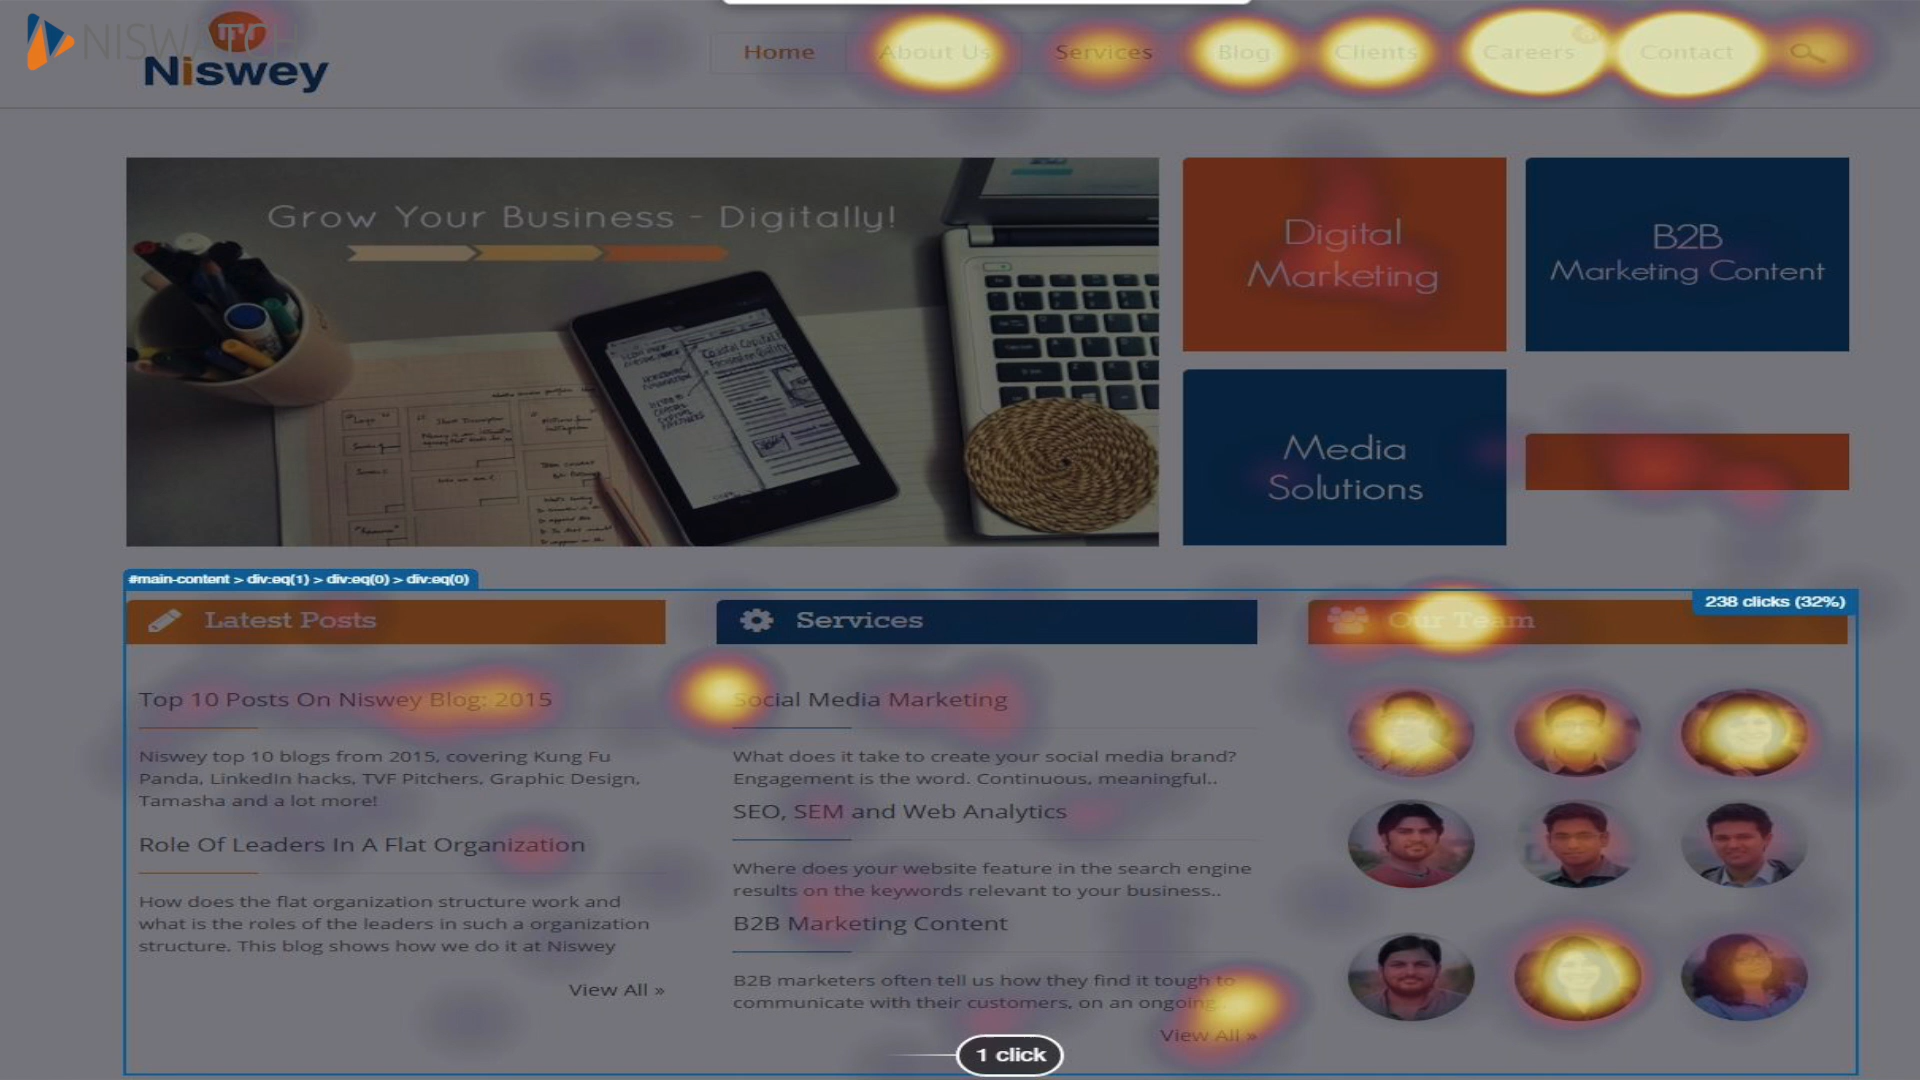 Niswey
Home
About Us
Services
Blog
Clients
Careers
Contact
Grow Your Business - Digitally!
Digital
Marketing
B2B
Marketing Content
Media
Solutions
#main-content > div:eq(1) > div:eq(0) > div:eq(0)
238 clicks (32%)
Latest Posts
Top 10 Posts On Niswey Blog: 2015
Niswey top 10 blogs from 2015, covering Kung Fu
Panda, LinkedIn hacks, TVF Pitchers, Graphic Design,
Tamasha and a lot more!
Role Of Leaders In A Flat Organization
How does the flat organization structure work and
what is the roles of the leaders in such a organization
structure. This blog shows how we do it at Niswey
View All »
Services
Social Media Marketing
What does it take to create your social media brand?
Engagement is the word. Continuous, meaningful..
SEO, SEM and Web Analytics
Where does your website feature in the search engine
results on the keywords relevant to your business..
B2B Marketing Content
B2B marketers often tell us how they find it tough to
communicate with their customers, on an ongoing..
View All »
Our Team
1 click